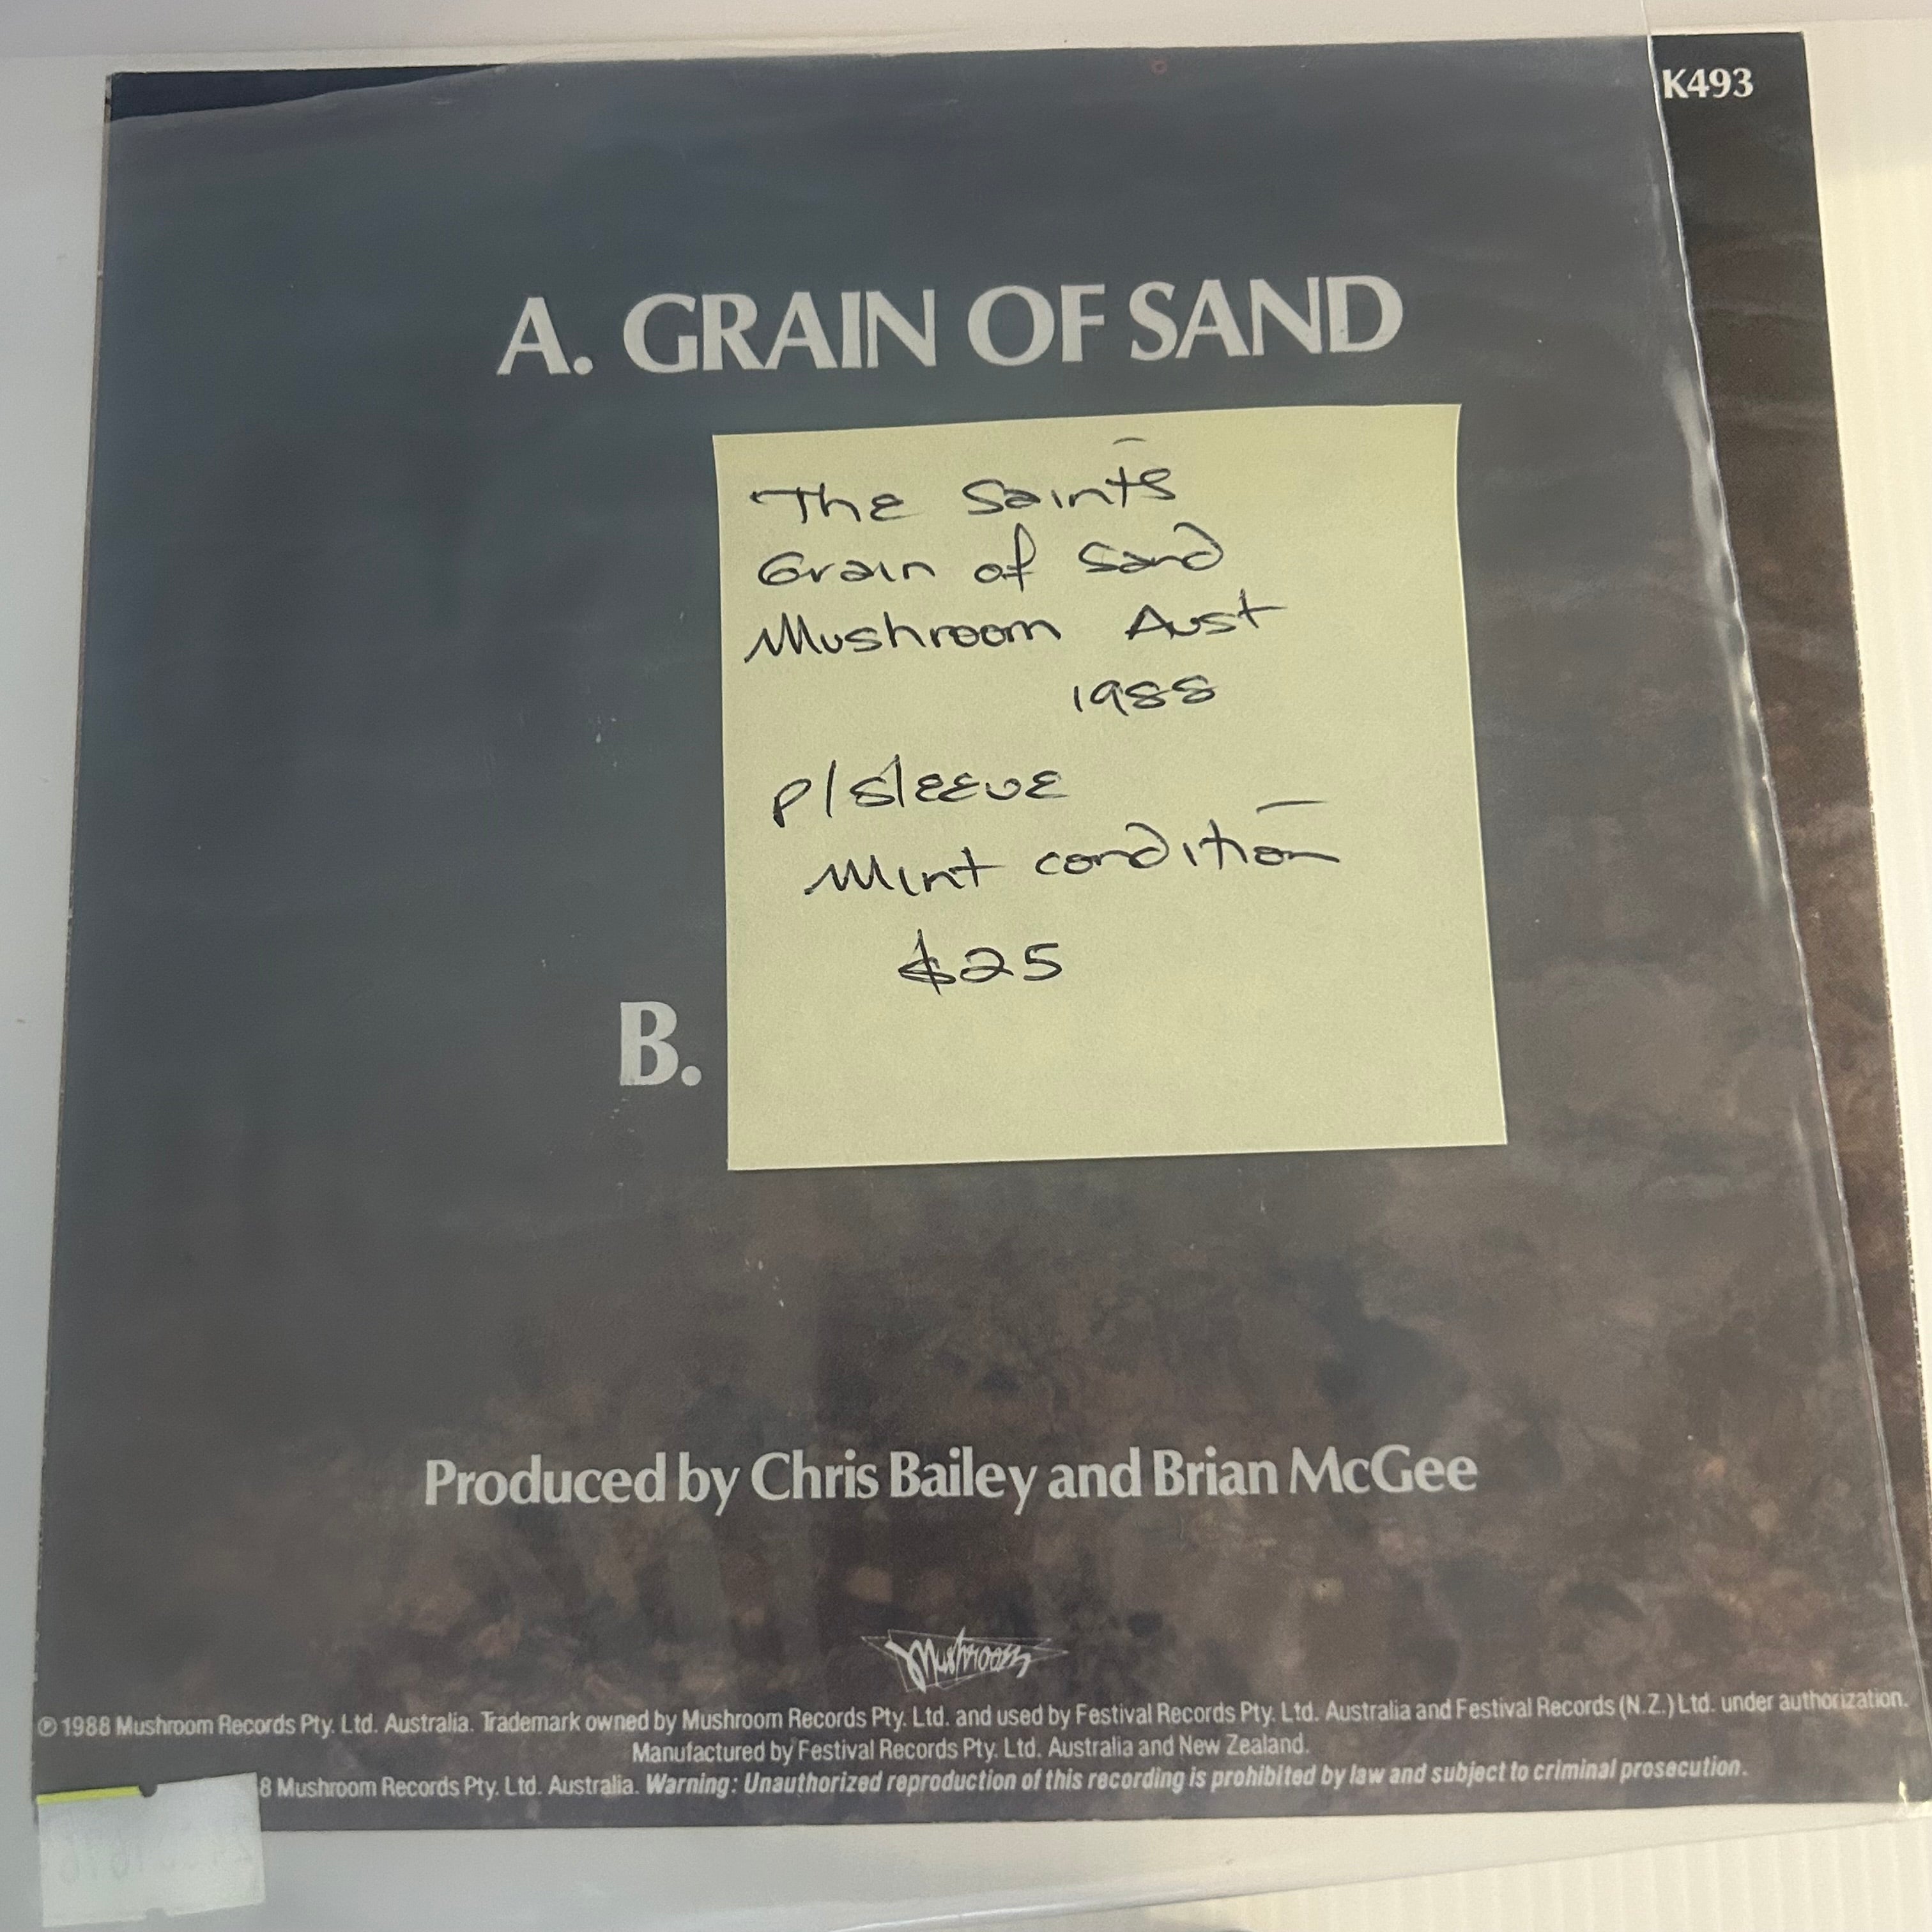 K493
A. GRAIN OF SAND
The Saints
Grain of Sand
Mushroom Aust
1988
P/sleeve
Mint condition
$25
B.
Produced by Chris Bailey and Brian McGee
Mushroom
℗ 1988 Mushroom Records Pty. Ltd. Australia. Trademark owned by Mushroom Records Pty. Ltd. and used by Festival Records Pty. Ltd. Australia and Festival Records (N.Z.) Ltd. under authorization.
Manufactured by Festival Records Pty. Ltd. Australia and New Zealand.
8 Mushroom Records Pty. Ltd. Australia. Warning: Unauthorized reproduction of this recording is prohibited by law and subject to criminal prosecution.